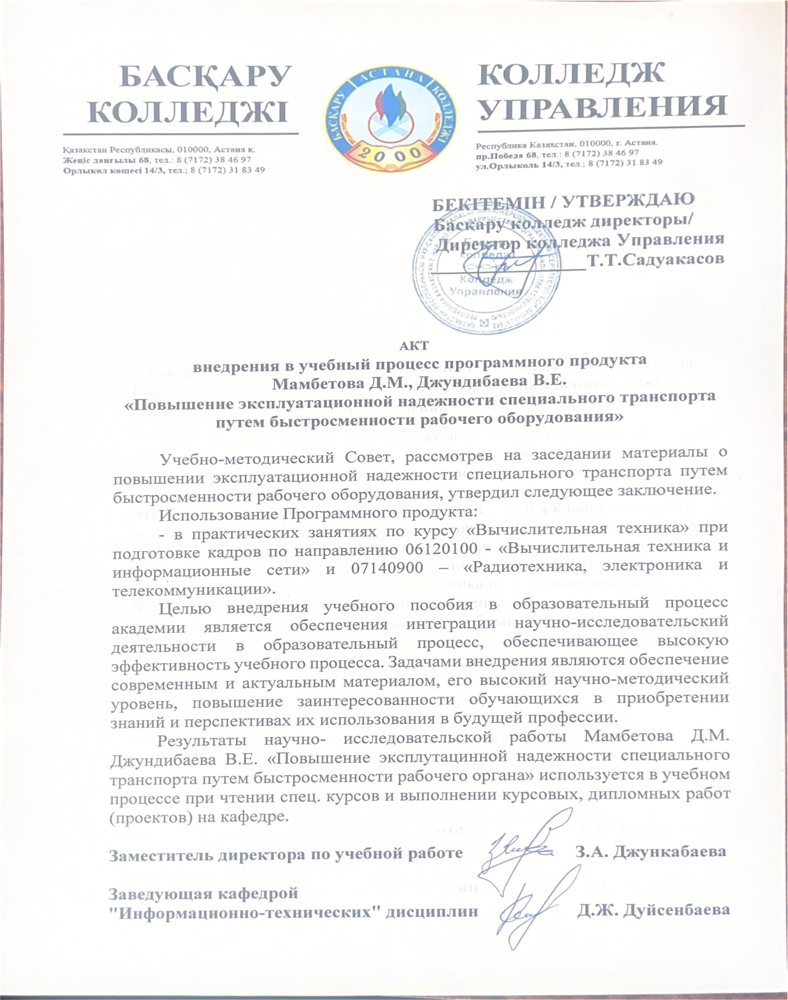 БАСҚАРУ
КОЛЛЕДЖІ
Қазақстан Республикасы, 010000, Астана қ.
Жеңіс даңғылы 68, тел.: 8 (7172) 38 46 97
Орлыкөл көшесі 14/3, тел.; 8 (7172) 31 83 49
БАСҚАРУ АСТАНА КОЛЛЕДЖІ
2000
КОЛЛЕДЖ
УПРАВЛЕНИЯ
Республика Казахстан, 010000, г. Астана.
пр.Победа 68, тел.: 8 (7172) 38 46 97
ул.Орлыколь 14/3, тел.; 8 (7172) 31 83 49
БЕКІТЕМІН / УТВЕРЖДАЮ
Басқару колледж директоры/
Директор колледжа Управления
Т.Т.Садуакасов
Басқару
колледжі
Колледж
Управления
АКТ
внедрения в учебный процесс программного продукта
Мамбетова Д.М., Джундибаева В.Е.
«Повышение эксплуатационной надежности специального транспорта
путем быстросменности рабочего оборудования»
Учебно-методический Совет, рассмотрев на заседании материалы о
повышении эксплуатационной надежности специального транспорта путем
быстросменности рабочего оборудования, утвердил следующее заключение.
Использование Программного продукта:
- в практических занятиях по курсу «Вычислительная техника» при
подготовке кадров по направлению 06120100 - «Вычислительная техника и
информационные сети» и 07140900 – «Радиотехника, электроника и
телекоммуникации».
Целью внедрения учебного пособия в образовательный процесс
академии является обеспечения интеграции научно-исследовательский
деятельности в образовательный процесс, обеспечивающее высокую
эффективность учебного процесса. Задачами внедрения являются обеспечение
современным и актуальным материалом, его высокий научно-методический
уровень, повышение заинтересованности обучающихся в приобретении
знаний и перспективах их использования в будущей профессии.
Результаты научно- исследовательской работы Мамбетова Д.М.
Джундибаева В.Е. «Повышение эксплутацинной надежности специального
транспорта путем быстросменности рабочего органа» используется в учебном
процессе при чтении спец. курсов и выполнении курсовых, дипломных работ
(проектов) на кафедре.
Заместитель директора по учебной работе З.А. Джункабаева
Заведующая кафедрой
"Информационно-технических" дисциплин Д.Ж. Дуйсенбаева